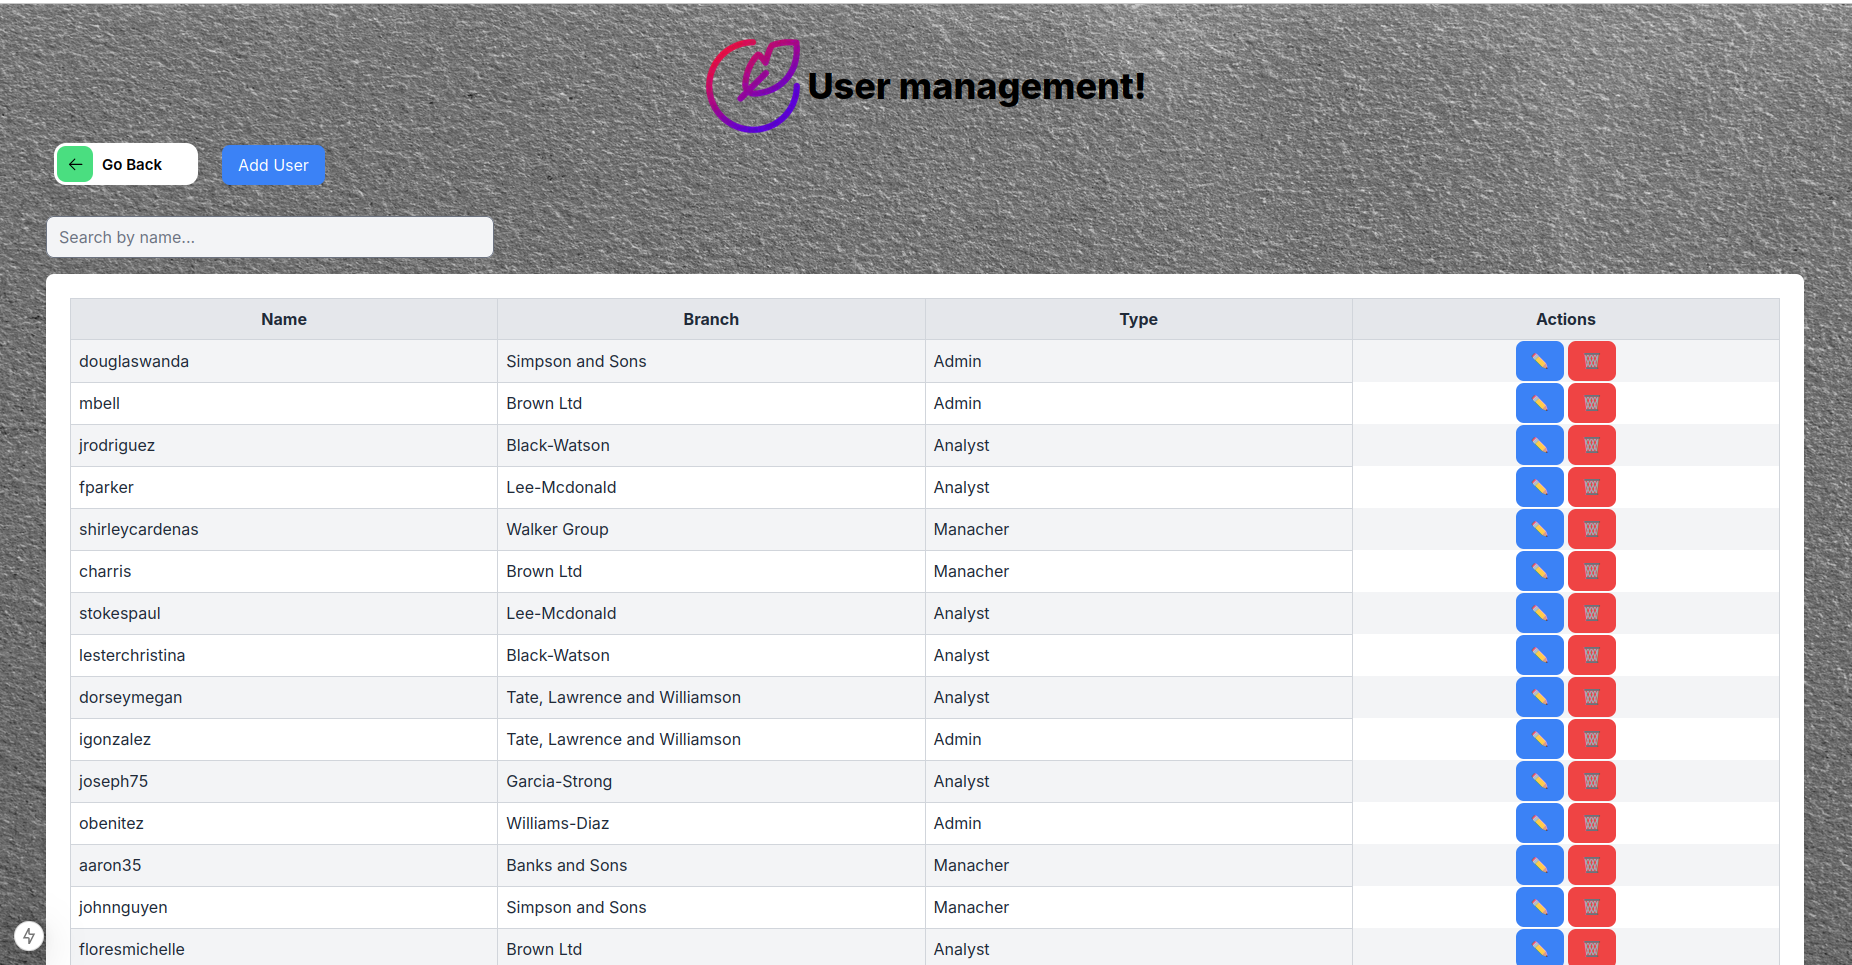 User management!
Go Back
Add User
Search by name...
Name Branch Type Actions
douglaswanda Simpson and Sons Admin
mbell Brown Ltd Admin
jrodriguez Black-Watson Analyst
fparker Lee-Mcdonald Analyst
shirleycardenas Walker Group Manacher
charris Brown Ltd Manacher
stokespaul Lee-Mcdonald Analyst
lesterchristina Black-Watson Analyst
dorseymegan Tate, Lawrence and Williamson Analyst
igonzalez Tate, Lawrence and Williamson Admin
joseph75 Garcia-Strong Analyst
obenitez Williams-Diaz Admin
aaron35 Banks and Sons Manacher
johnnguyen Simpson and Sons Manacher
floresmichelle Brown Ltd Analyst